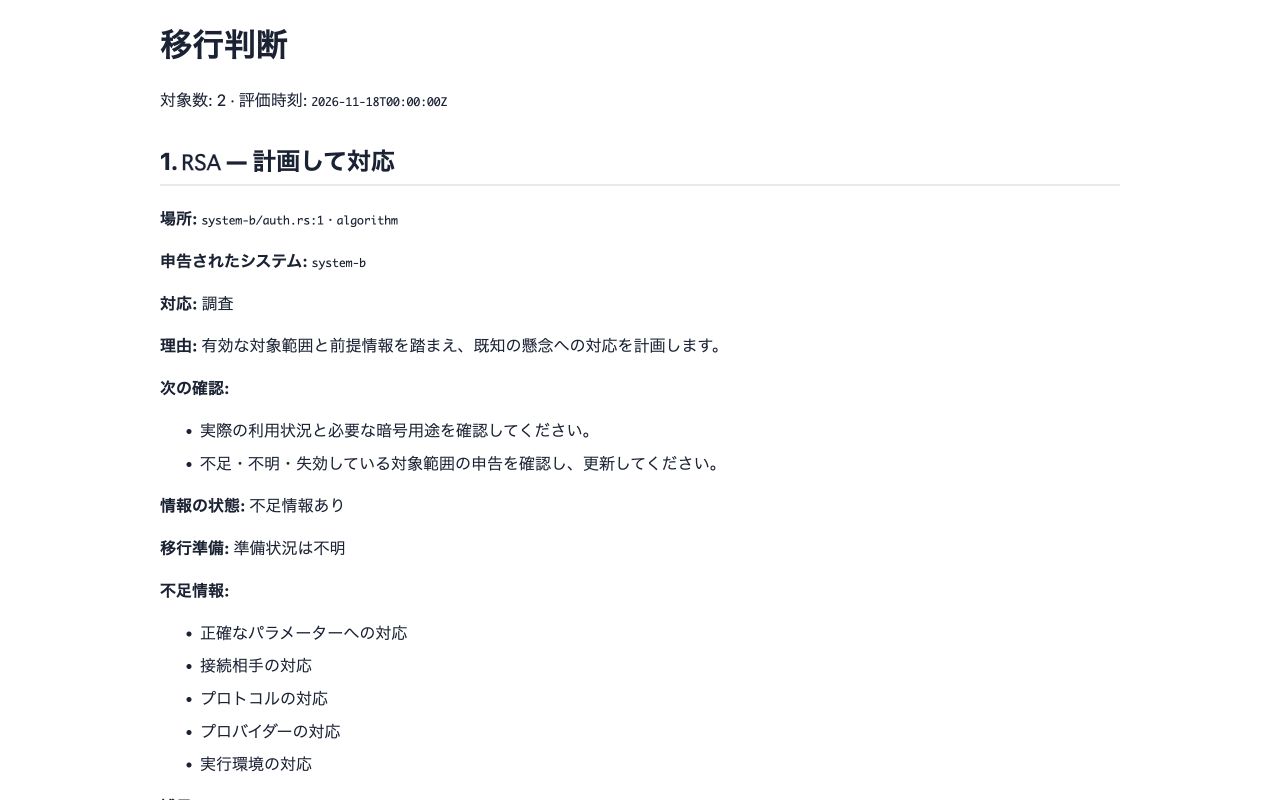 移行判断
対象数: 2 · 評価時刻: 2026-11-18T00:00:00Z
1. RSA — 計画して対応
場所: system-b/auth.rs:1 · algorithm
申告されたシステム: system-b
対応: 調査
理由: 有効な対象範囲と前提情報を踏まえ、既知の懸念への対応を計画します。
次の確認:
• 実際の利用状況と必要な暗号用途を確認してください。
• 不足・不明・失効している対象範囲の申告を確認し、更新してください。
情報の状態: 不足情報あり
移行準備: 準備状況は不明
不足情報:
• 正確なパラメーターへの対応
• 接続相手の対応
• プロトコルの対応
• プロバイダーの対応
• 実行環境の対応